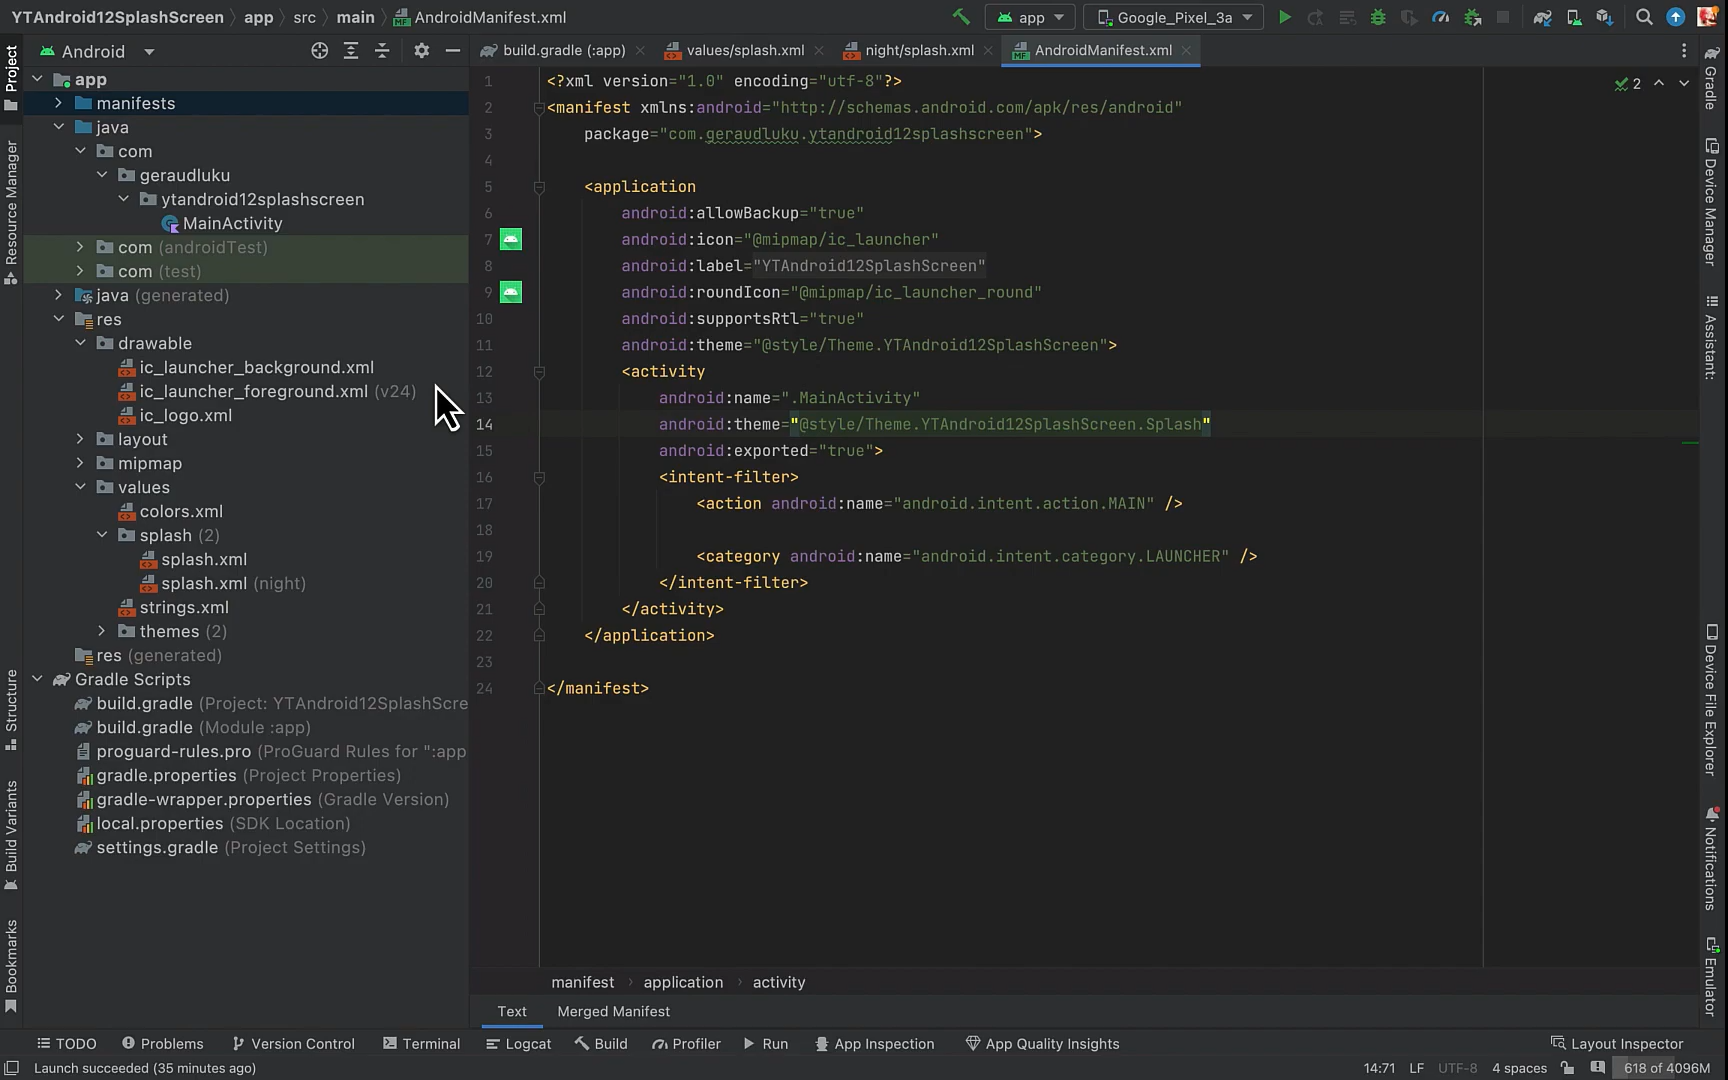 YTAndroid12SplashScreen app src main AndroidManifest.xml
app Google_Pixel_3a
Android
build.gradle (:app) values/splash.xml night/splash.xml AndroidManifest.xml
Project
Resource Manager
Structure
Build Variants
Bookmarks
app
manifests
java
com
geraudluku
ytandroid12splashscreen
MainActivity
com (androidTest)
com (test)
java (generated)
res
drawable
ic_launcher_background.xml
ic_launcher_foreground.xml (v24)
ic_logo.xml
layout
mipmap
values
colors.xml
splash (2)
splash.xml
splash.xml (night)
strings.xml
themes (2)
res (generated)
Gradle Scripts
build.gradle (Project: YTAndroid12SplashScre
build.gradle (Module :app)
proguard-rules.pro (ProGuard Rules for ":app
gradle.properties (Project Properties)
gradle-wrapper.properties (Gradle Version)
local.properties (SDK Location)
settings.gradle (Project Settings)
1 <?xml version="1.0" encoding="utf-8"?>
2 <manifest xmlns:android="http://schemas.android.com/apk/res/android"
3 package="com.geraudluku.ytandroid12splashscreen">
4
5 <application
6 android:allowBackup="true"
7 android:icon="@mipmap/ic_launcher"
8 android:label="YTAndroid12SplashScreen"
9 android:roundIcon="@mipmap/ic_launcher_round"
10 android:supportsRtl="true"
11 android:theme="@style/Theme.YTAndroid12SplashScreen">
12 <activity
13 android:name=".MainActivity"
14 android:theme="@style/Theme.YTAndroid12SplashScreen.Splash"
15 android:exported="true">
16 <intent-filter>
17 <action android:name="android.intent.action.MAIN" />
18
19 <category android:name="android.intent.category.LAUNCHER" />
20 </intent-filter>
21 </activity>
22 </application>
23
24 </manifest>
2
Gradle
Device Manager
Assistant:
Device File Explorer
Notifications
Emulator
manifest application activity
Text Merged Manifest
TODO Problems Version Control Terminal Logcat Build Profiler Run App Inspection App Quality Insights Layout Inspector
Launch succeeded (35 minutes ago) 14:71 LF UTF-8 4 spaces 618 of 4096M